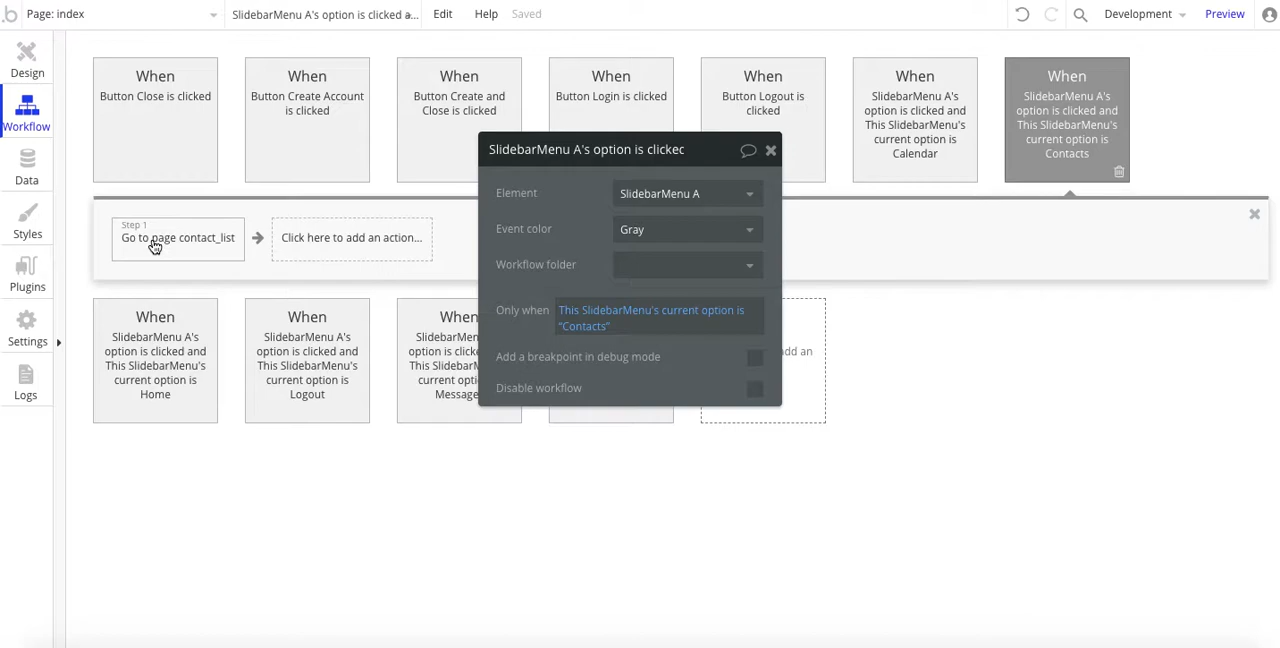 Page: index
SlidebarMenu A's option is clicked a...
Edit
Help
Saved
Development
Preview
Design
Workflow
Data
Styles
Plugins
Settings
Logs
When
Button Close is clicked
When
Button Create Account
is clicked
When
Button Create and
Close is clicked
When
Button Login is clicked
When
Button Logout is
clicked
When
SlidebarMenu A's
option is clicked and
This SlidebarMenu's
current option is
Calendar
When
SlidebarMenu A's
option is clicked and
This SlidebarMenu's
current option is
Contacts
Step 1
Go to page contact_list
Click here to add an action...
SlidebarMenu A's option is clicked
Element
SlidebarMenu A
Event color
Gray
Workflow folder
Only when
This SlidebarMenu's current option is
"Contacts"
Add a breakpoint in debug mode
Disable workflow
When
SlidebarMenu A's
option is clicked and
This SlidebarMenu's
current option is
Home
When
SlidebarMenu A's
option is clicked and
This SlidebarMenu's
current option is
Logout
When
SlidebarMen
option is clicke
This Slidebar
current opti
Message
dd an